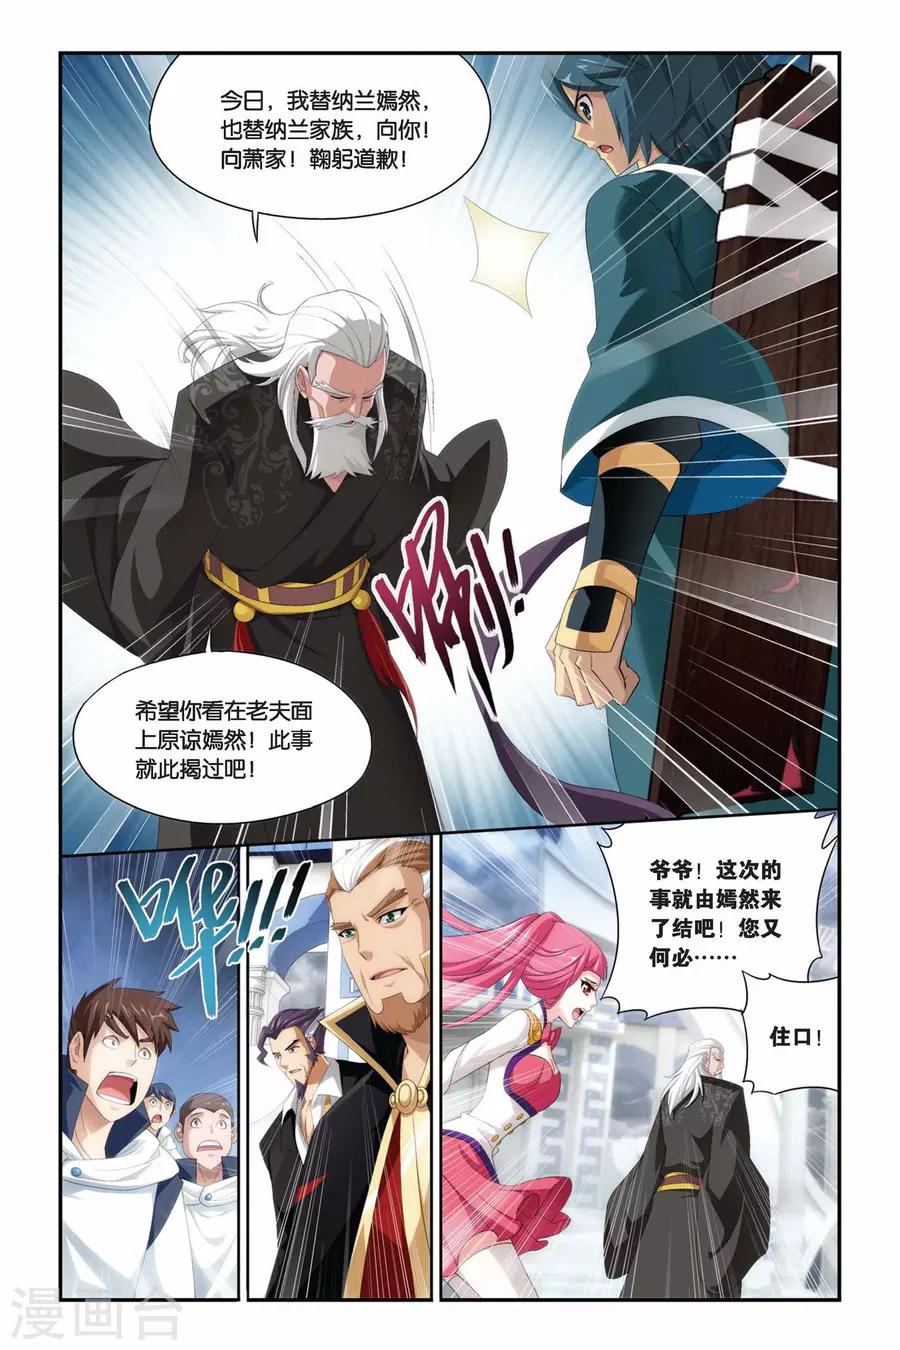 今日，我替纳兰嫣然，
也替纳兰家族，向你！
向萧家！鞠躬道歉！
唰！
希望你看在老夫面
上原谅嫣然！此事
就此揭过吧！
哗!!!
爷爷！这次的
事就由嫣然来
了结吧！您又
何必……
住口！
漫画台